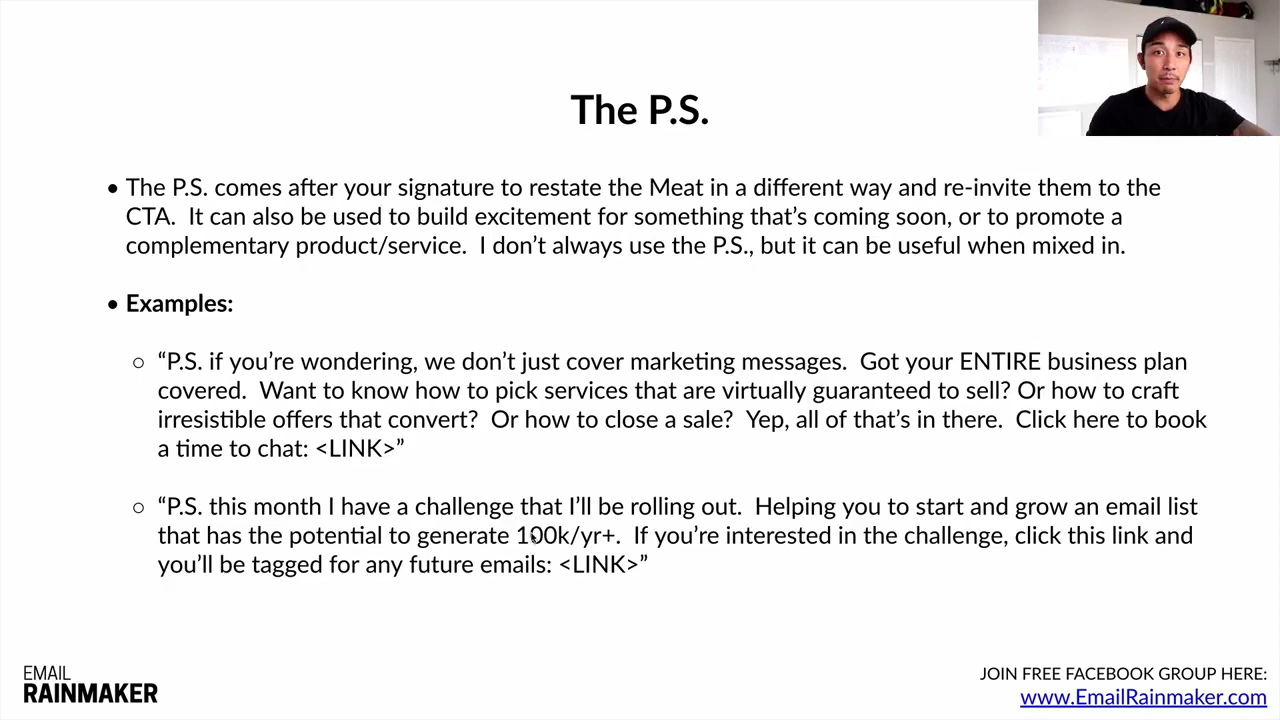 The P.S.
• The P.S. comes after your signature to restate the Meat in a different way and re-invite them to the
CTA.  It can also be used to build excitement for something that’s coming soon, or to promote a
complementary product/service.  I don’t always use the P.S., but it can be useful when mixed in.
• Examples:
○ “P.S. if you’re wondering, we don’t just cover marketing messages.  Got your ENTIRE business plan
covered.  Want to know how to pick services that are virtually guaranteed to sell? Or how to craft
irresistible offers that convert?  Or how to close a sale?  Yep, all of that’s in there.  Click here to book
a time to chat: <LINK>”
○ “P.S. this month I have a challenge that I’ll be rolling out.  Helping you to start and grow an email list
that has the potential to generate 100k/yr+.  If you’re interested in the challenge, click this link and
you’ll be tagged for any future emails: <LINK>”
EMAIL
RAINMAKER
JOIN FREE FACEBOOK GROUP HERE:
www.EmailRainmaker.com